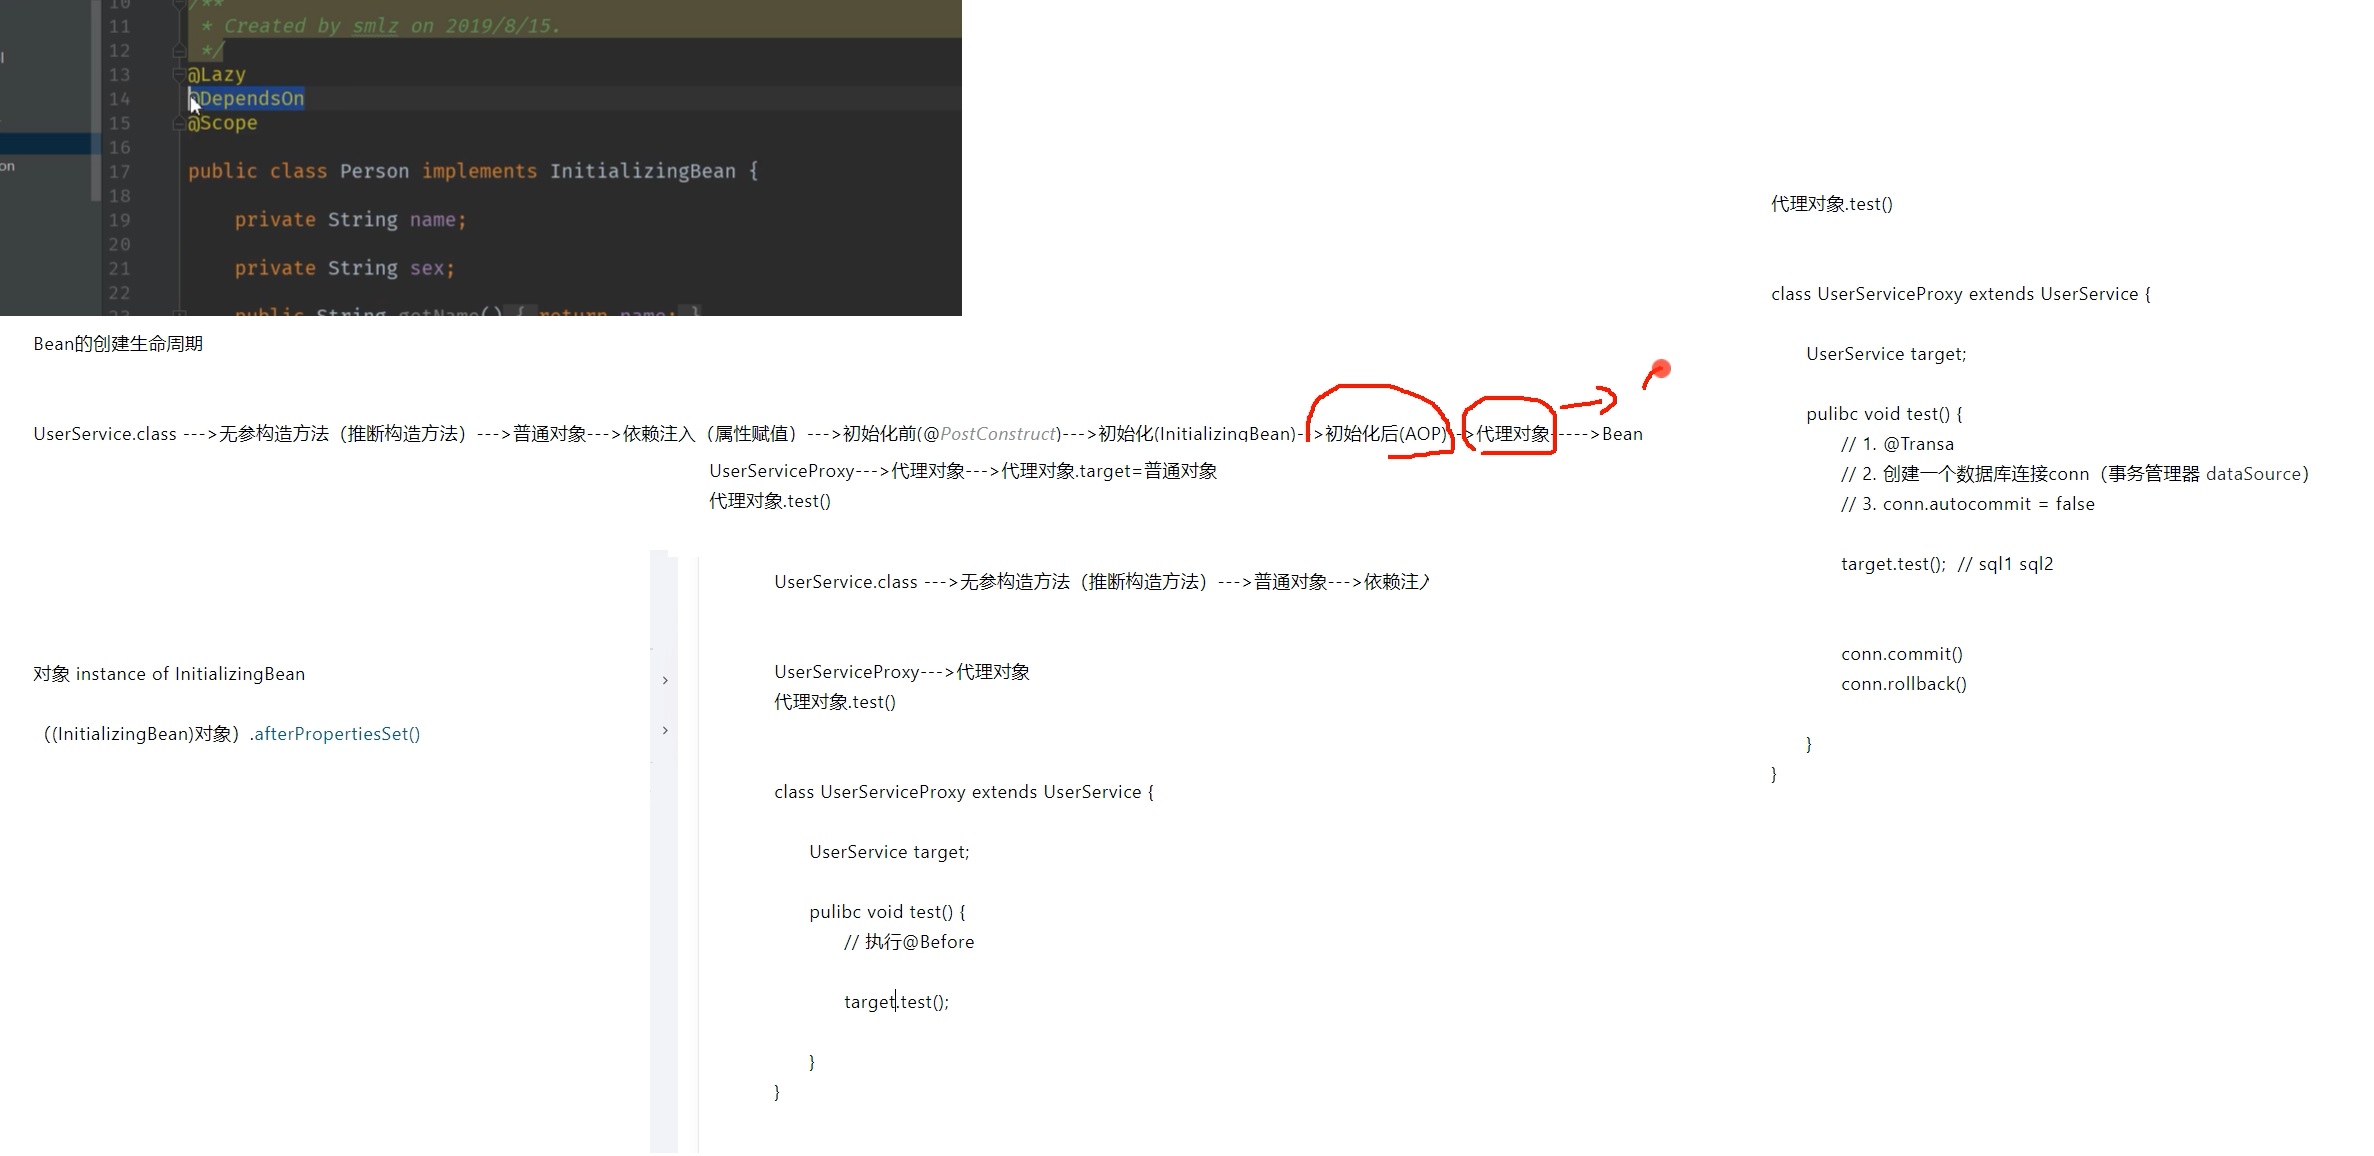 10 /**
11 * Created by smlz on 2019/8/15.
12 */
13 @Lazy
14 @DependsOn
15 @Scope
16
17 public class Person implements InitializingBean {
18
19 private String name;
20
21 private String sex;
22
23 public String getName() { return name; }
on
Bean的创建生命周期
UserService.class --->无参构造方法（推断构造方法）--->普通对象--->依赖注入（属性赋值）--->初始化前(@PostConstruct)--->初始化(InitializingBean)-->初始化后(AOP)-->代理对象----->Bean
UserServiceProxy--->代理对象--->代理对象.target=普通对象
代理对象.test()
对象 instance of InitializingBean
（(InitializingBean)对象）.afterPropertiesSet()
UserService.class --->无参构造方法（推断构造方法）--->普通对象--->依赖注入
UserServiceProxy--->代理对象
代理对象.test()
class UserServiceProxy extends UserService {
UserService target;
pulibc void test() {
// 执行@Before
target.test();
}
}
代理对象.test()
class UserServiceProxy extends UserService {
UserService target;
pulibc void test() {
// 1. @Transa
// 2. 创建一个数据库连接conn（事务管理器 dataSource）
// 3. conn.autocommit = false
target.test(); // sql1 sql2
conn.commit()
conn.rollback()
}
}